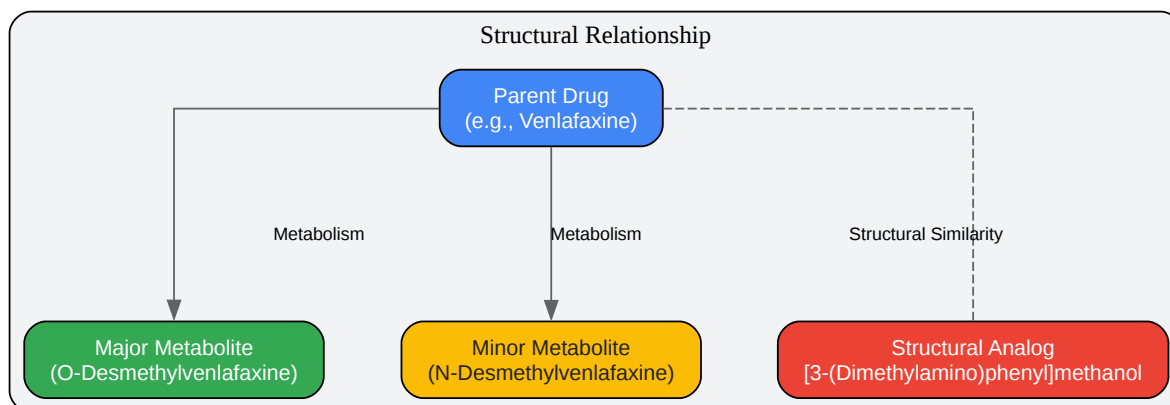 Structural Relationship
Parent Drug
(e.g., Venlafaxine)
Metabolism
Metabolism
Structural Similarity
Major Metabolite
(O-Desmethylvenlafaxine)
Minor Metabolite
(N-Desmethylvenlafaxine)
Structural Analog
[3-(Dimethylamino)phenyl]methanol